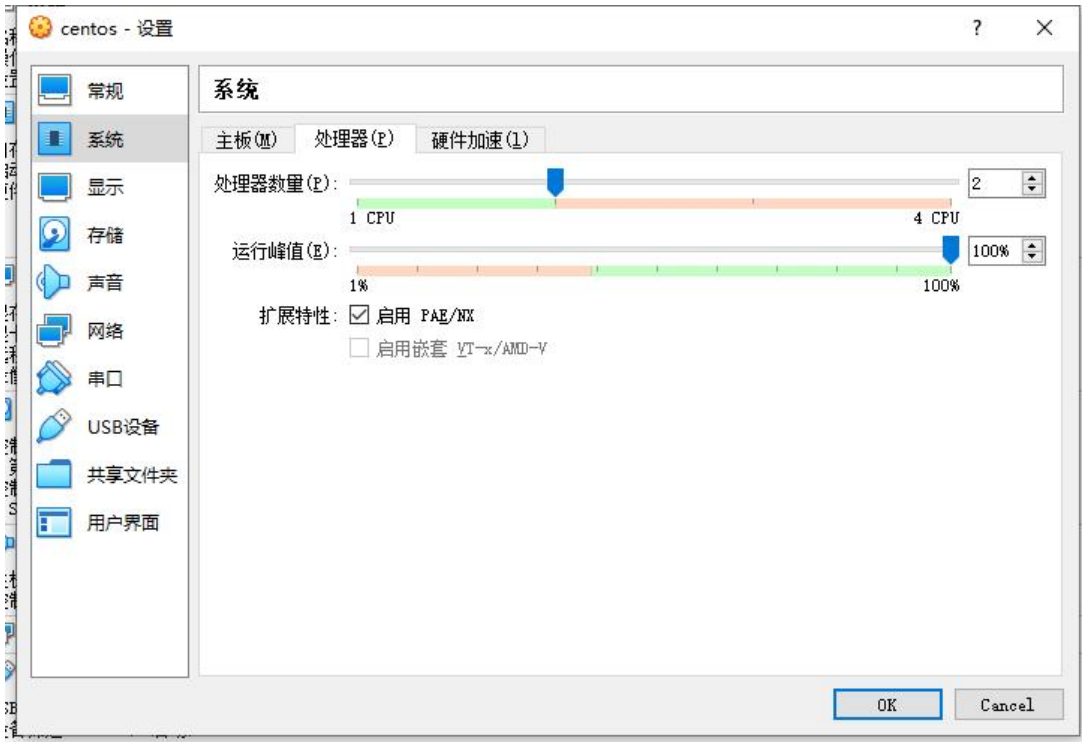 centos - 设置
?
常规
系统
显示
存储
声音
网络
串口
USB设备
共享文件夹
用户界面
系统
主板(M) 处理器(P) 硬件加速(l)
处理器数量(P): 2
1 CPU 4 CPU
运行峰值(E): 100%
1% 100%
扩展特性: 启用 PAE/NX
启用嵌套 VT-x/AMD-V
OK Cancel